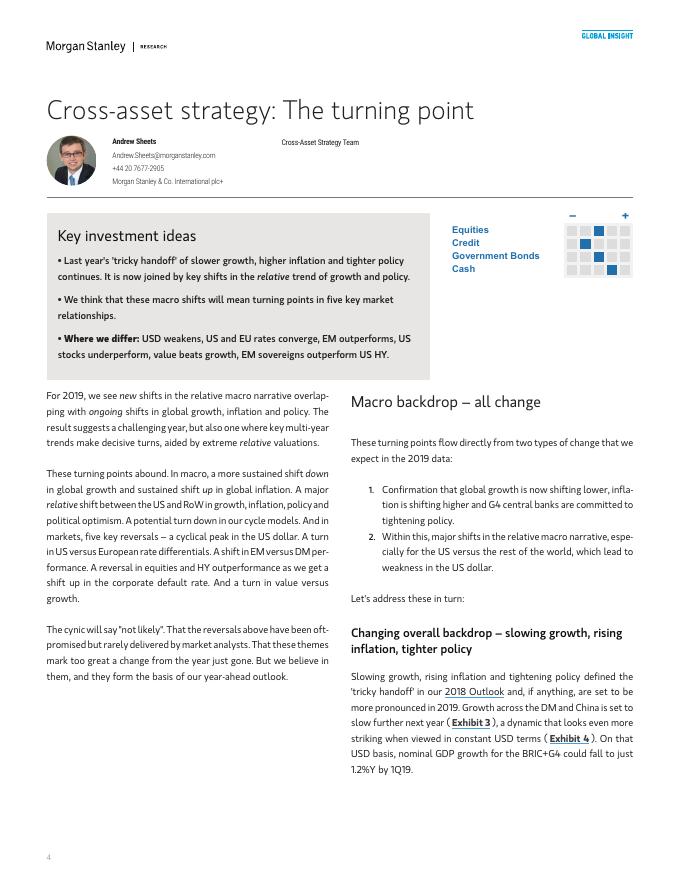 GLOBAL INSIGHT
Morgan Stanley | RESEARCH
Cross-asset strategy: The turning point
Andrew Sheets
Andrew.Sheets@morganstanley.com
+44 20 7677-2905
Morgan Stanley & Co. International plc+
Cross-Asset Strategy Team
Key investment ideas
• Last year's 'tricky handoff' of slower growth, higher inflation and tighter policy
continues. It is now joined by key shifts in the relative trend of growth and policy.
• We think that these macro shifts will mean turning points in five key market
relationships.
• Where we differ: USD weakens, US and EU rates converge, EM outperforms, US
stocks underperform, value beats growth, EM sovereigns outperform US HY.
– +
Equities
Credit
Government Bonds
Cash
For 2019, we see new shifts in the relative macro narrative overlap-
ping with ongoing shifts in global growth, inflation and policy. The
result suggests a challenging year, but also one where key multi-year
trends make decisive turns, aided by extreme relative valuations.
These turning points abound. In macro, a more sustained shift down
in global growth and sustained shift up in global inflation. A major
relative shift between the US and RoW in growth, inflation, policy and
political optimism. A potential turn down in our cycle models. And in
markets, five key reversals – a cyclical peak in the US dollar. A turn
in US versus European rate differentials. A shift in EM versus DM per-
formance. A reversal in equities and HY outperformance as we get a
shift up in the corporate default rate. And a turn in value versus
growth.
The cynic will say "not likely". That the reversals above have been oft-
promised but rarely delivered by market analysts. That these themes
mark too great a change from the year just gone. But we believe in
them, and they form the basis of our year-ahead outlook.
Macro backdrop – all change
These turning points flow directly from two types of change that we
expect in the 2019 data:
1. Confirmation that global growth is now shifting lower, infla-
tion is shifting higher and G4 central banks are committed to
tightening policy.
2. Within this, major shifts in the relative macro narrative, espe-
cially for the US versus the rest of the world, which lead to
weakness in the US dollar.
Let's address these in turn:
Changing overall backdrop – slowing growth, rising
inflation, tighter policy
Slowing growth, rising inflation and tightening policy defined the
'tricky handoff' in our 2018 Outlook and, if anything, are set to be
more pronounced in 2019. Growth across the DM and China is set to
slow further next year ( Exhibit 3 ), a dynamic that looks even more
striking when viewed in constant USD terms ( Exhibit 4 ). On that
USD basis, nominal GDP growth for the BRIC+G4 could fall to just
1.2%Y by 1Q19.
4